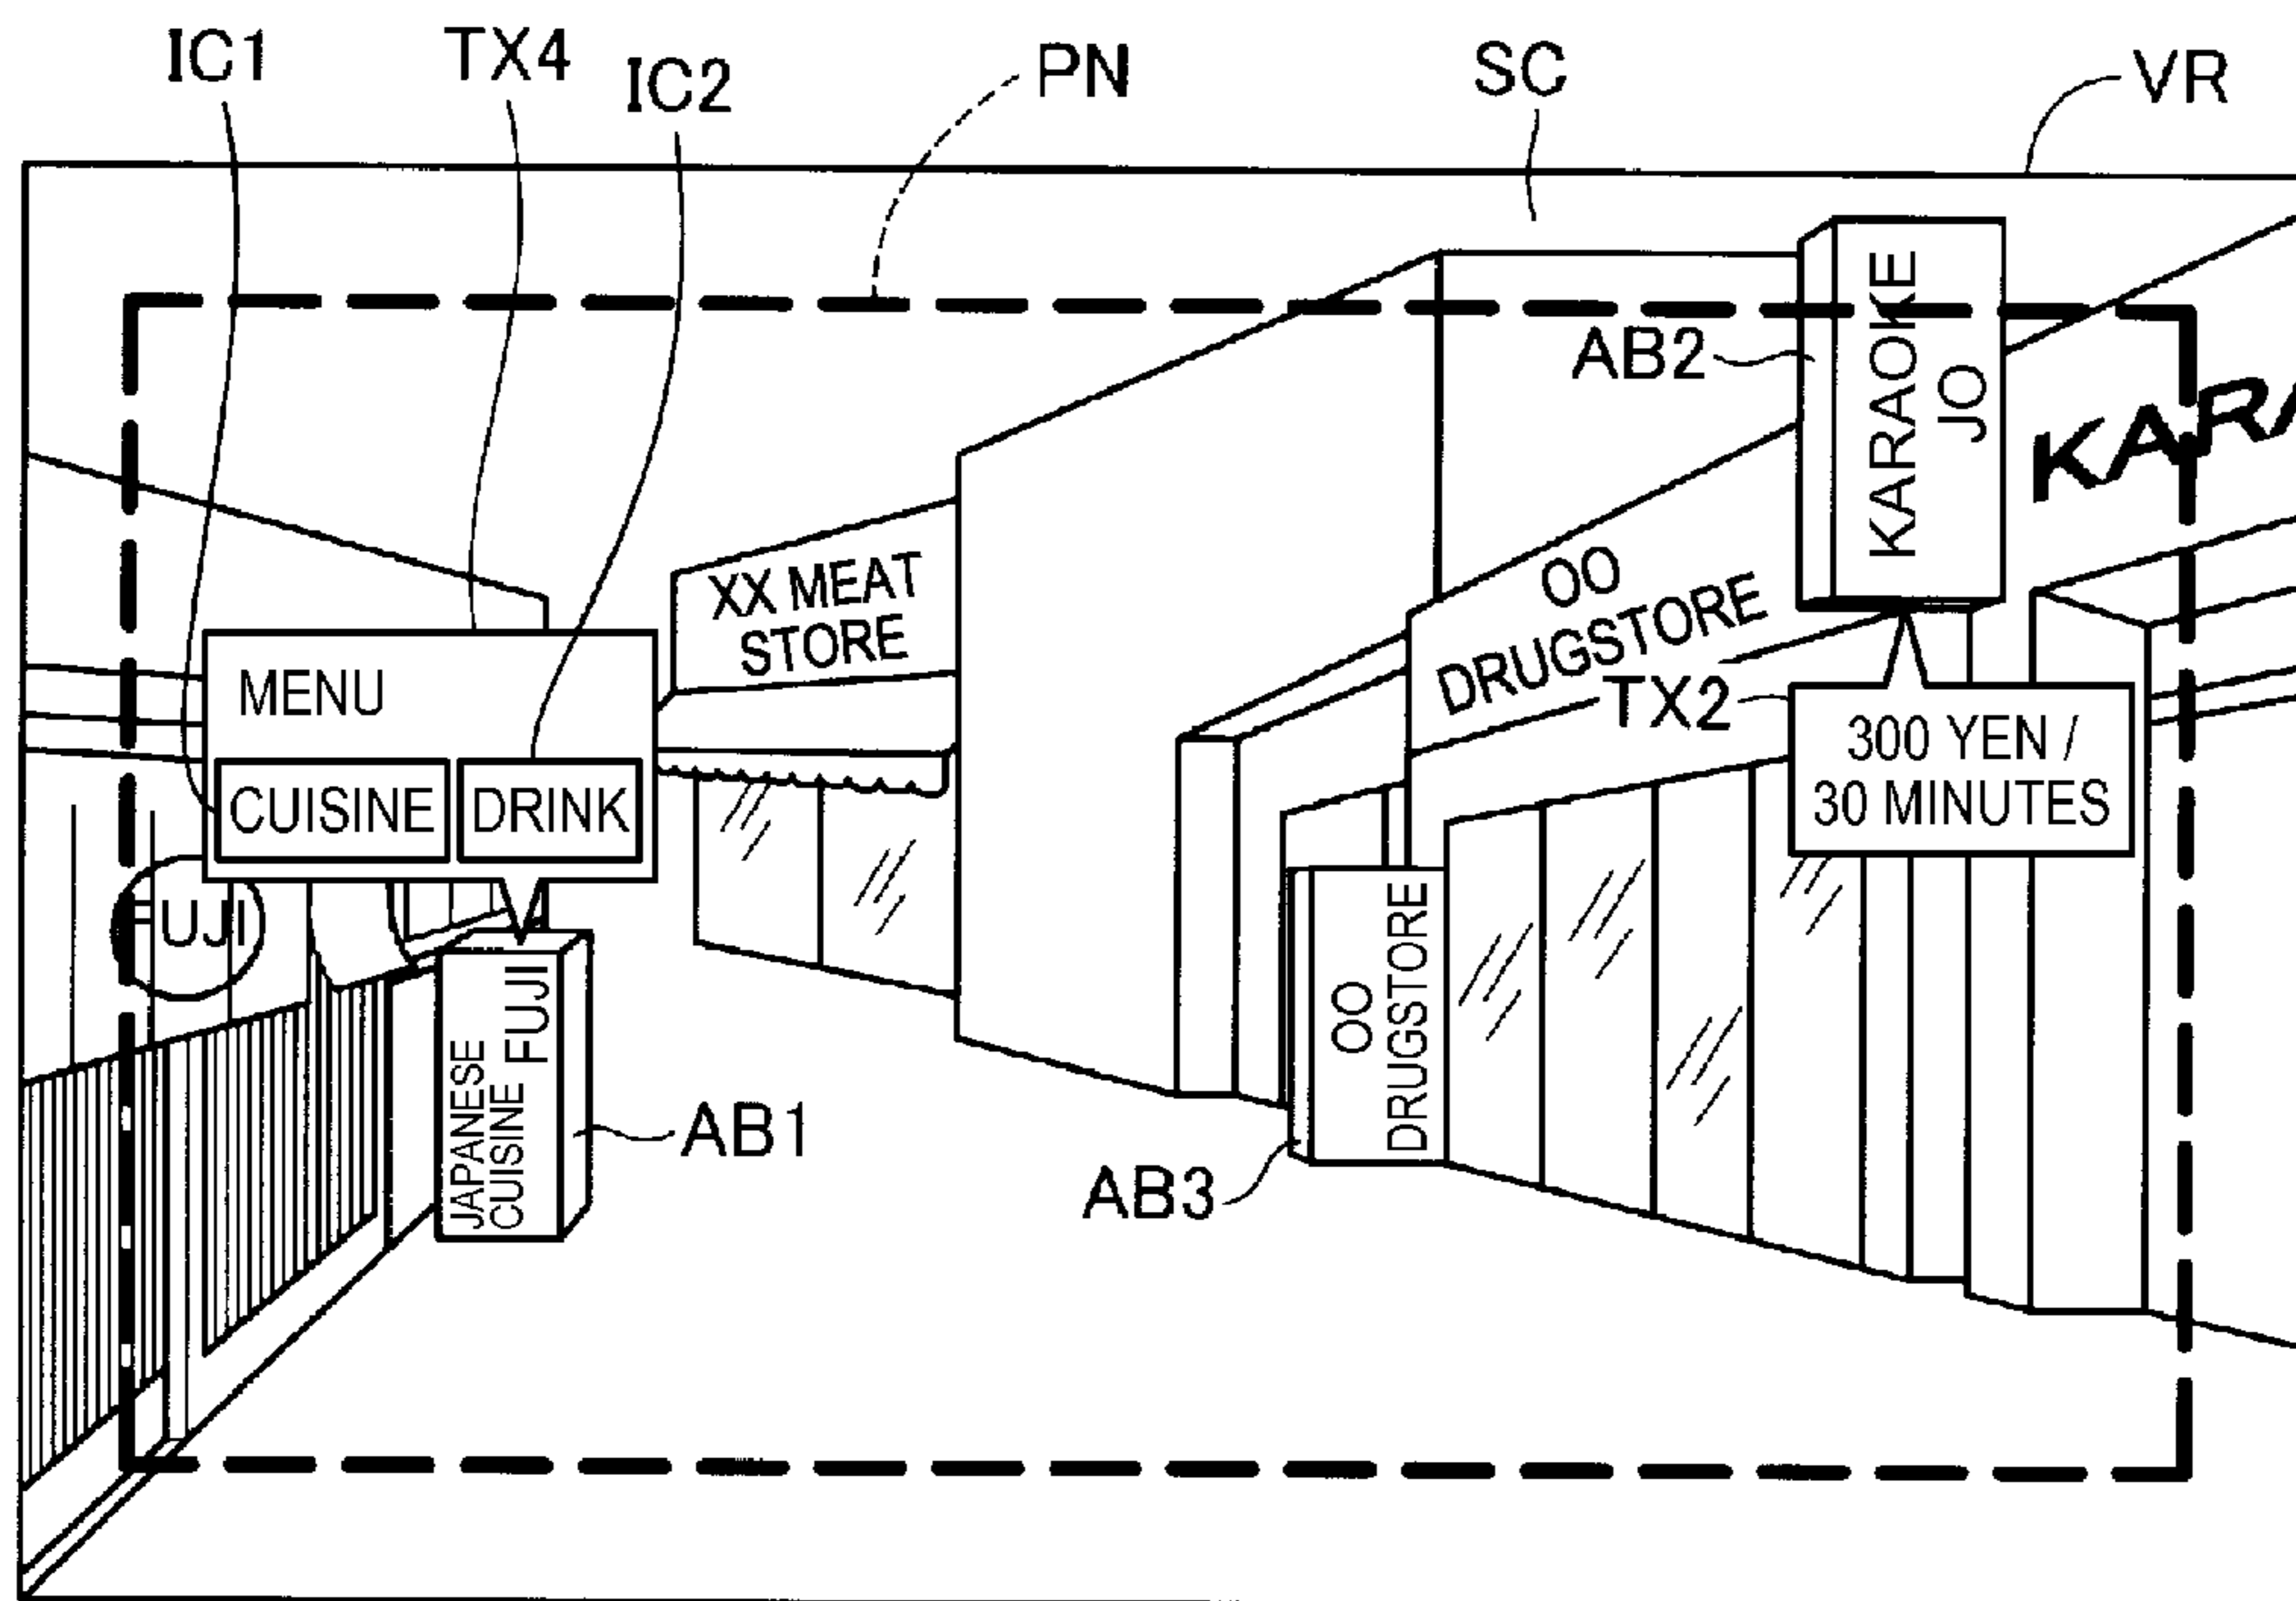 IC1
TX4
IC2
PN
SC
VR
AB2
KARAOKE
JO
XX MEAT
STORE
OO
DRUGSTORE
TX2
MENU
CUISINE
DRINK
300 YEN /
30 MINUTES
FUJI
JAPANESE
CUISINE
FUJI
AB1
OO
DRUGSTORE
AB3